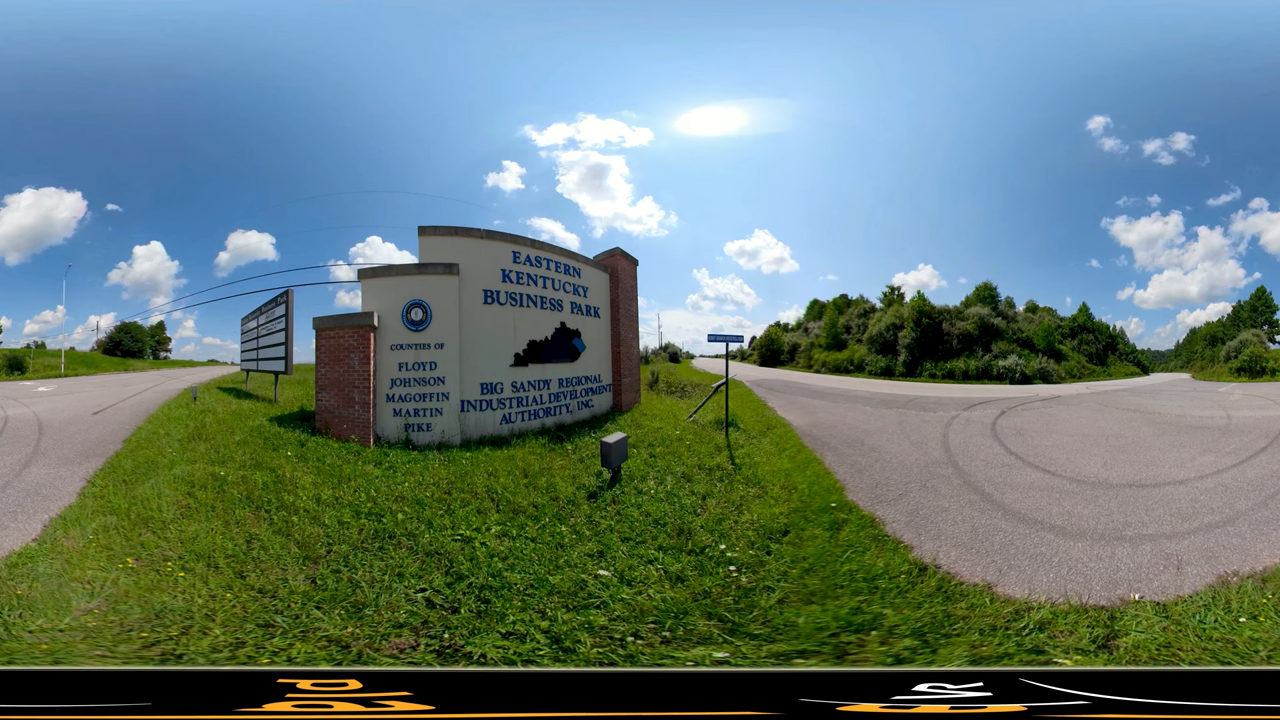 EASTERN
KENTUCKY
BUSINESS PARK
COUNTIES OF
FLOYD
JOHNSON
MAGOFFIN
MARTIN
PIKE
BIG SANDY REGIONAL
INDUSTRIAL DEVELOPMENT
AUTHORITY, INC.